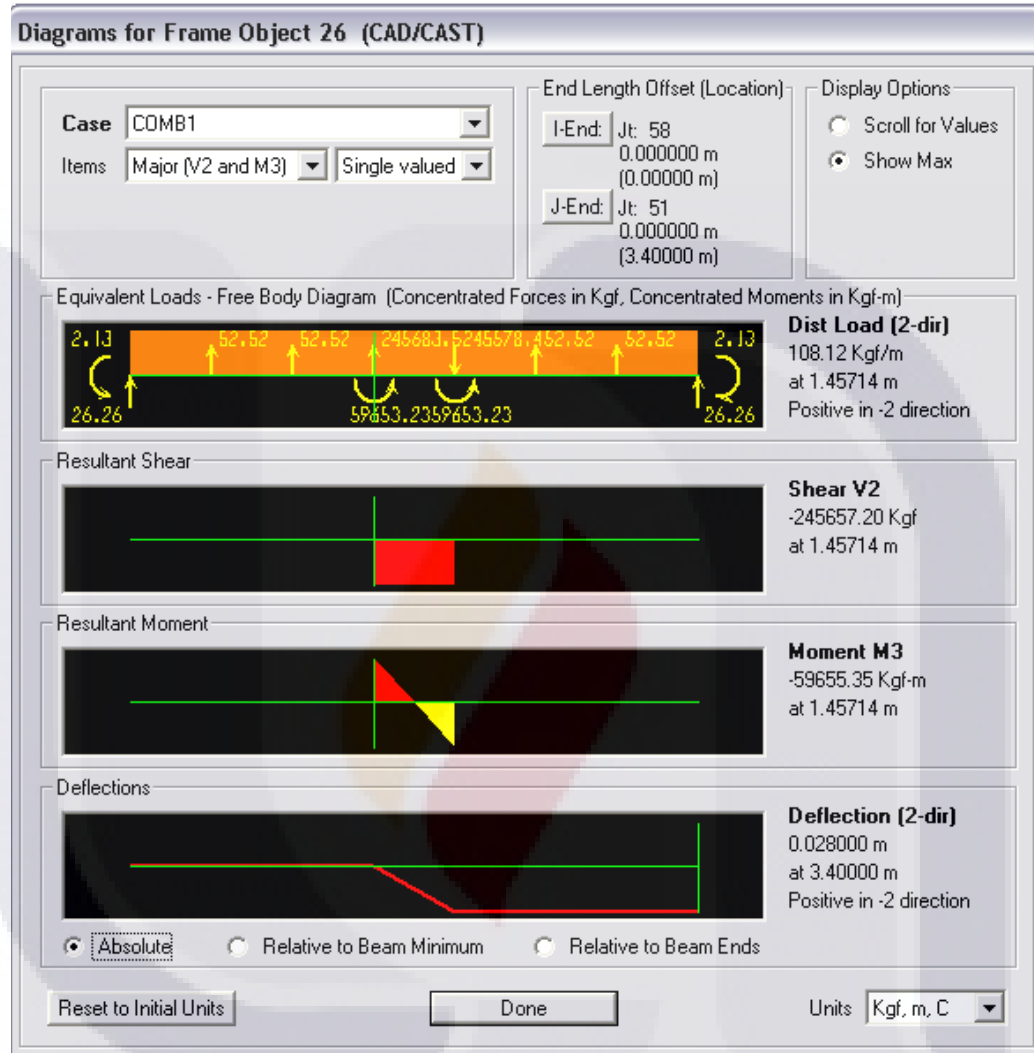 Diagrams for Frame Object 26 (CAD/CAST)
Case COMB1
Items Major (V2 and M3) Single valued
End Length Offset (Location)
I-End: Jt: 58
0.000000 m
(0.00000 m)
J-End: Jt: 51
0.000000 m
(3.40000 m)
Display Options
Scroll for Values
Show Max
Equivalent Loads - Free Body Diagram (Concentrated Forces in Kgf, Concentrated Moments in Kgf-m)
2.13 52.52 52.52 245683.5245578.452.52 52.52 2.13
26.26 59653.2359653.23 26.26
Dist Load (2-dir)
108.12 Kgf/m
at 1.45714 m
Positive in -2 direction
Resultant Shear
Shear V2
-245657.20 Kgf
at 1.45714 m
Resultant Moment
Moment M3
-59655.35 Kgf-m
at 1.45714 m
Deflections
Deflection (2-dir)
0.028000 m
at 3.40000 m
Positive in -2 direction
Absolute Relative to Beam Minimum Relative to Beam Ends
Reset to Initial Units Done Units Kgf, m, C